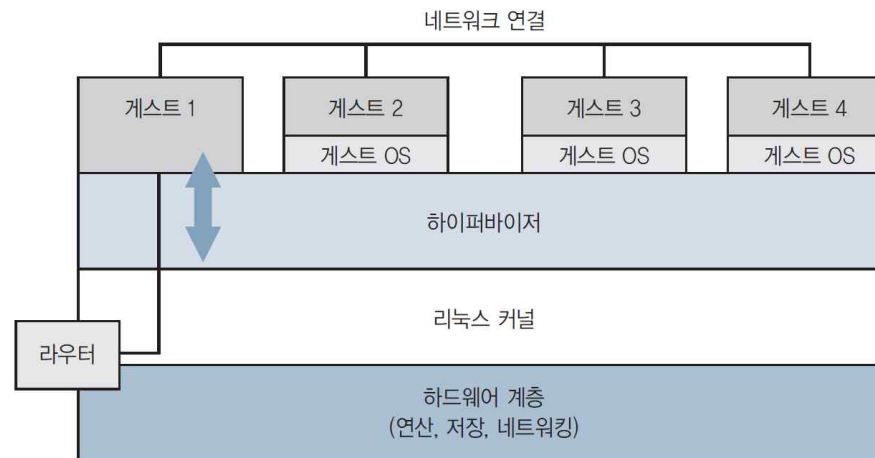 네트워크 연결
게스트 1
게스트 2
게스트 3
게스트 4
게스트 OS
게스트 OS
게스트 OS
하이퍼바이저
리눅스 커널
라우터
하드웨어 계층
(연산, 저장, 네트워킹)